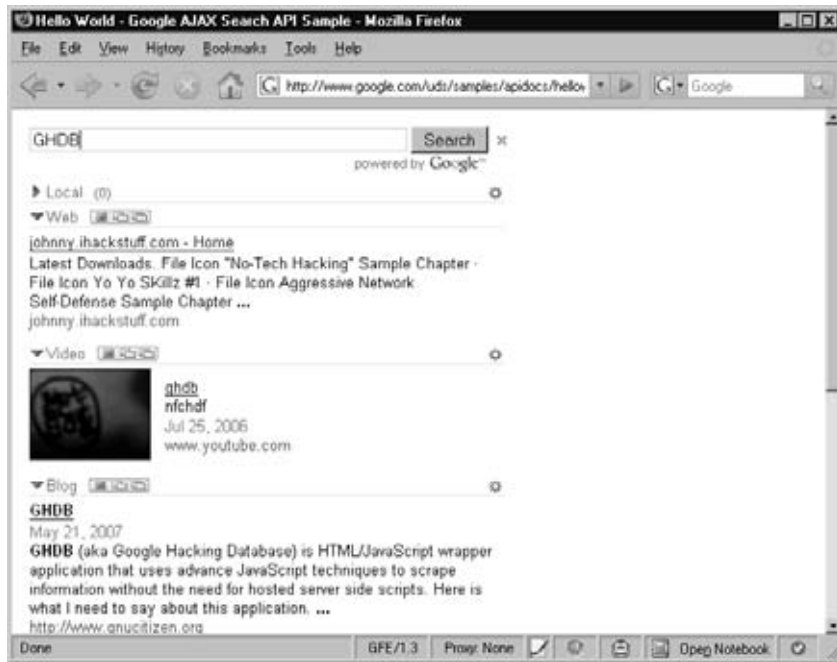 Hello World - Google AJAX Search API Sample - Mozilla Firefox
File Edit View History Bookmarks Tools Help
http://www.google.com/uds/samples/apidocs/hellow
G Google
GHDB Search
powered by Google™
Local (0)
Web
johnny.ihackstuff.com - Home
Latest Downloads. File Icon "No-Tech Hacking" Sample Chapter ·
File Icon Yo Yo SKillz #1 · File Icon Aggressive Network
Self-Defense Sample Chapter ...
johnny.ihackstuff.com
Video
ghdb
nfchdf
Jul 25, 2006
www.youtube.com
Blog
GHDB
May 21, 2007
GHDB (aka Google Hacking Database) is HTML/JavaScript wrapper
application that uses advance JavaScript techniques to scrape
information without the need for hosted server side scripts. Here is
what I need to say about this application. ...
http://www.gnucitizen.org
Done GFE/1.3 Proxy: None Open Notebook